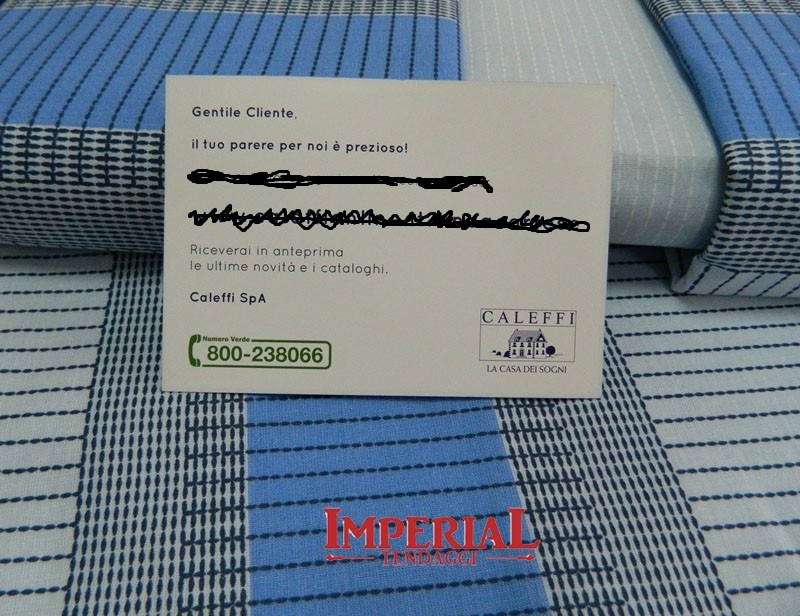 Gentile Cliente,
il tuo parere per noi è prezioso!
Riceverai in anteprima
le ultime novità e i cataloghi.
Caleffi SpA
Numero Verde
800-238066
CALEFFI
LA CASA DEI SOGNI
IMPERIAL
TENDAGGI